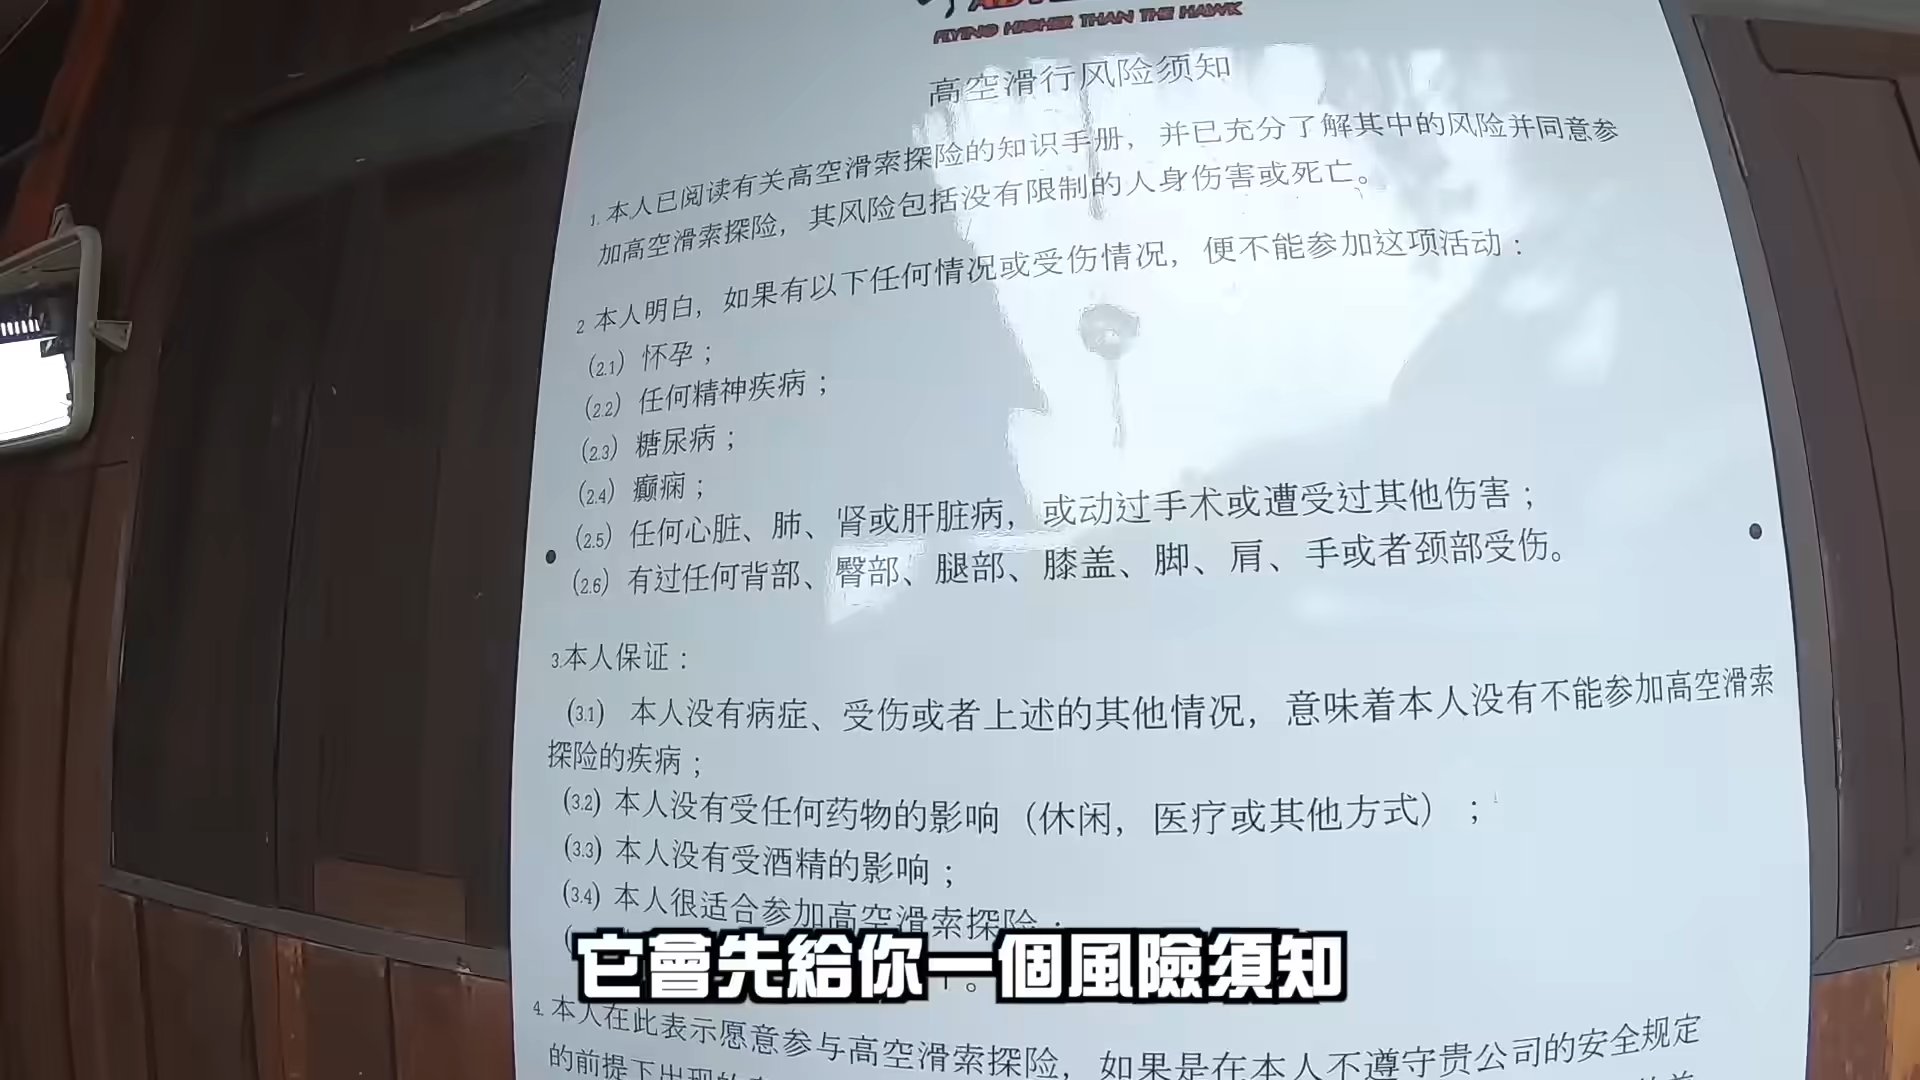 FLYING HIGHER THAN THE HAWK
高空滑行风险须知
1. 本人已阅读有关高空滑索探险的知识手册，并已充分了解其中的风险并同意参
加高空滑索探险，其风险包括没有限制的人身伤害或死亡。
2 本人明白，如果有以下任何情况或受伤情况，便不能参加这项活动：
(2.1) 怀孕；
(2.2) 任何精神疾病；
(2.3) 糖尿病；
(2.4) 癫痫；
(2.5) 任何心脏、肺、肾或肝脏病，或动过手术或遭受过其他伤害；
(2.6) 有过任何背部、臀部、腿部、膝盖、脚、肩、手或者颈部受伤。
3.本人保证：
(3.1) 本人没有病症、受伤或者上述的其他情况，意味着本人没有不能参加高空滑索
探险的疾病；
(3.2) 本人没有受任何药物的影响（休闲，医疗或其他方式）；
(3.3) 本人没有受酒精的影响；
(3.4) 本人很适合参加高空滑索探险；
它會先給你一個風險須知
4. 本人在此表示愿意参与高空滑索探险，如果是在本人不遵守贵公司的安全规定
的前提下出现的